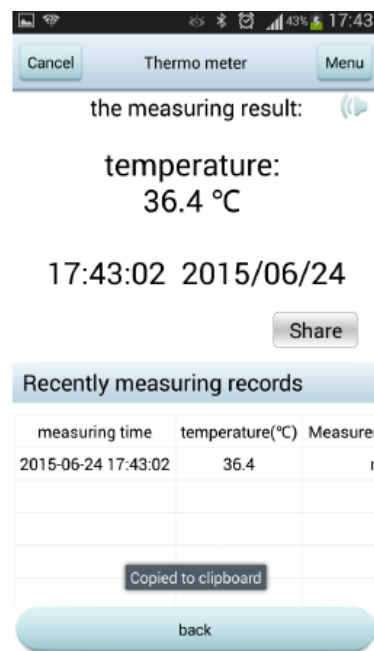 43% 17:43
Cancel Thermo meter Menu
the measuring result:
temperature:
36.4 °C
17:43:02 2015/06/24
Share
Recently measuring records
measuring time temperature(℃) Measure
2015-06-24 17:43:02 36.4
Copied to clipboard
back